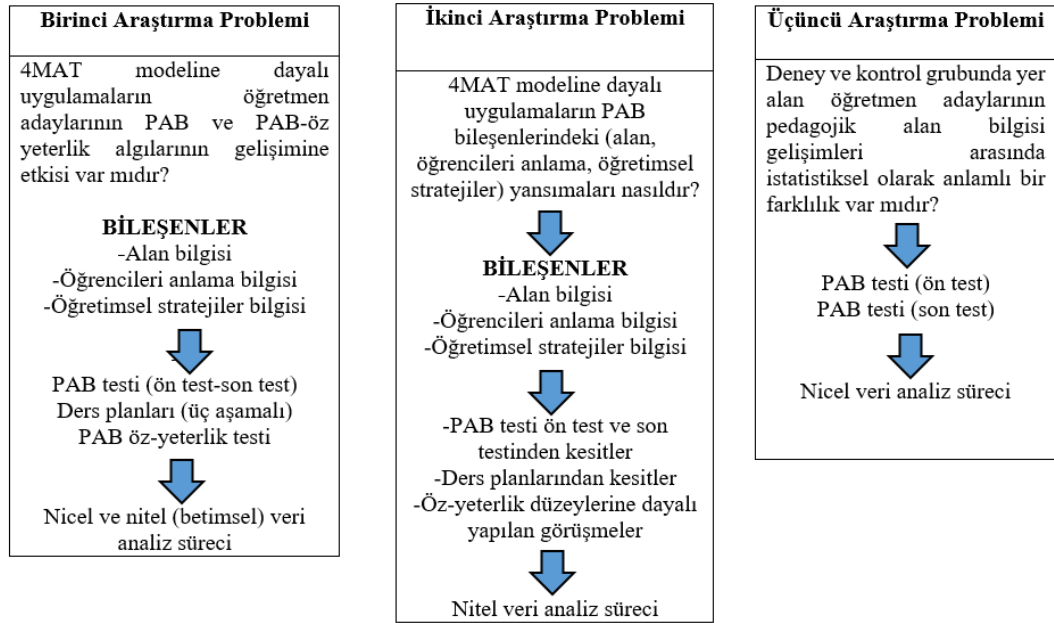 Birinci Araştırma Problemi
4MAT modeline dayalı
uygulamaların öğretmen
adaylarının PAB ve PAB-öz
yeterlik algılarının gelişimine
etkisi var mıdır?
BİLEŞENLER
-Alan bilgisi
-Öğrencileri anlama bilgisi
-Öğretimsel stratejiler bilgisi
PAB testi (ön test-son test)
Ders planları (üç aşamalı)
PAB öz-yeterlik testi
Nicel ve nitel (betimsel) veri
analiz süreci
İkinci Araştırma Problemi
4MAT modeline dayalı
uygulamaların PAB
bileşenlerindeki (alan,
öğrencileri anlama, öğretimsel
stratejiler) yansımaları nasıldır?
BİLEŞENLER
-Alan bilgisi
-Öğrencileri anlama bilgisi
-Öğretimsel stratejiler bilgisi
-PAB testi ön test ve son
testinden kesitler
-Ders planlarından kesitler
-Öz-yeterlik düzeylerine dayalı
yapılan görüşmeler
Nitel veri analiz süreci
Üçüncü Araştırma Problemi
Deney ve kontrol grubunda yer
alan öğretmen adaylarının
pedagojik alan bilgisi
gelişimleri arasında
istatistiksel olarak anlamlı bir
farklılık var mıdır?
PAB testi (ön test)
PAB testi (son test)
Nicel veri analiz süreci